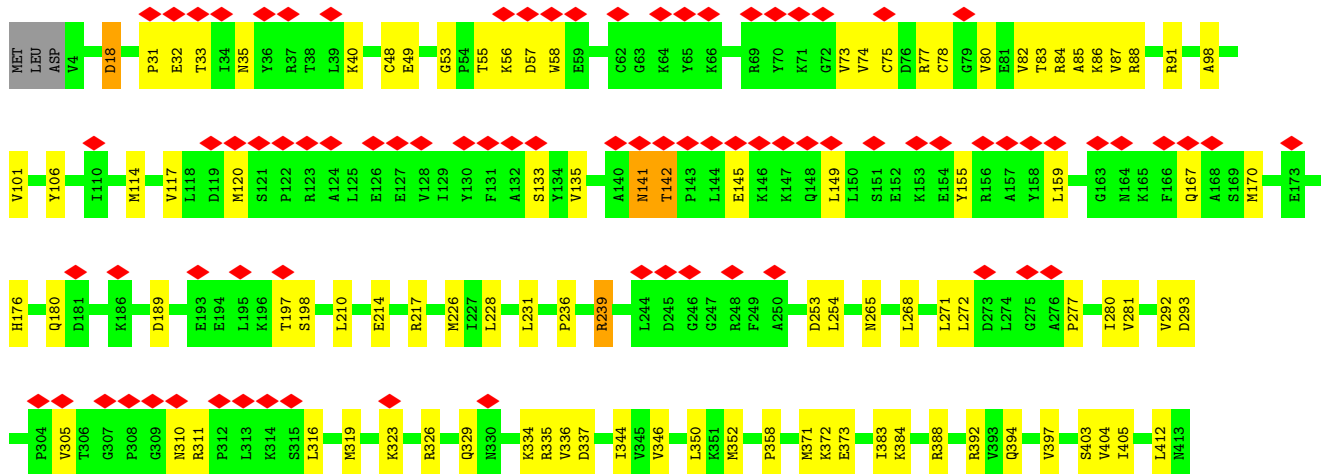 MET LEU ASP V4 D18 P31 E32 T33 I34 N35 Y36 R37 T38 L39 K40 C48 E49 G53 P54 T55 K56 D57 W58 E59 C62 G63 K64 Y65 K66 R69 Y70 K71 G72 V73 V74 C75 D76 R77 C78 G79 V80 E81 V82 T83 R84 A85 K86 V87 R88 R91 A98
V101 Y106 I110 M114 V117 L118 D119 M120 S121 P122 R123 A124 L125 E126 E127 V128 I129 Y130 F131 A132 S133 Y134 V135 A140 N141 T142 P143 L144 E145 K146 K147 Q148 L149 L150 S151 E152 K153 E154 Y155 R156 A157 Y158 L159 G163 N164 K165 F166 Q167 A168 S169 M170 E173
H176 Q180 D181 K186 D189 E193 E194 L195 K196 T197 S198 L210 E214 R217 M226 I227 L228 L231 P236 R239 L244 D245 G246 G247 R248 F249 A250 D253 L254 N265 L268 L271 L272 D273 L274 G275 A276 P277 I280 V281 V292 D293
P304 V305 T306 G307 P308 G309 N310 R311 P312 L313 K314 S315 L316 M319 K323 R326 Q329 N330 K334 R335 V336 D337 I344 V345 V346 L350 K351 M352 P358 M371 K372 E373 I383 K384 R388 R392 V393 Q394 V397 S403 V404 I405 L412 N413